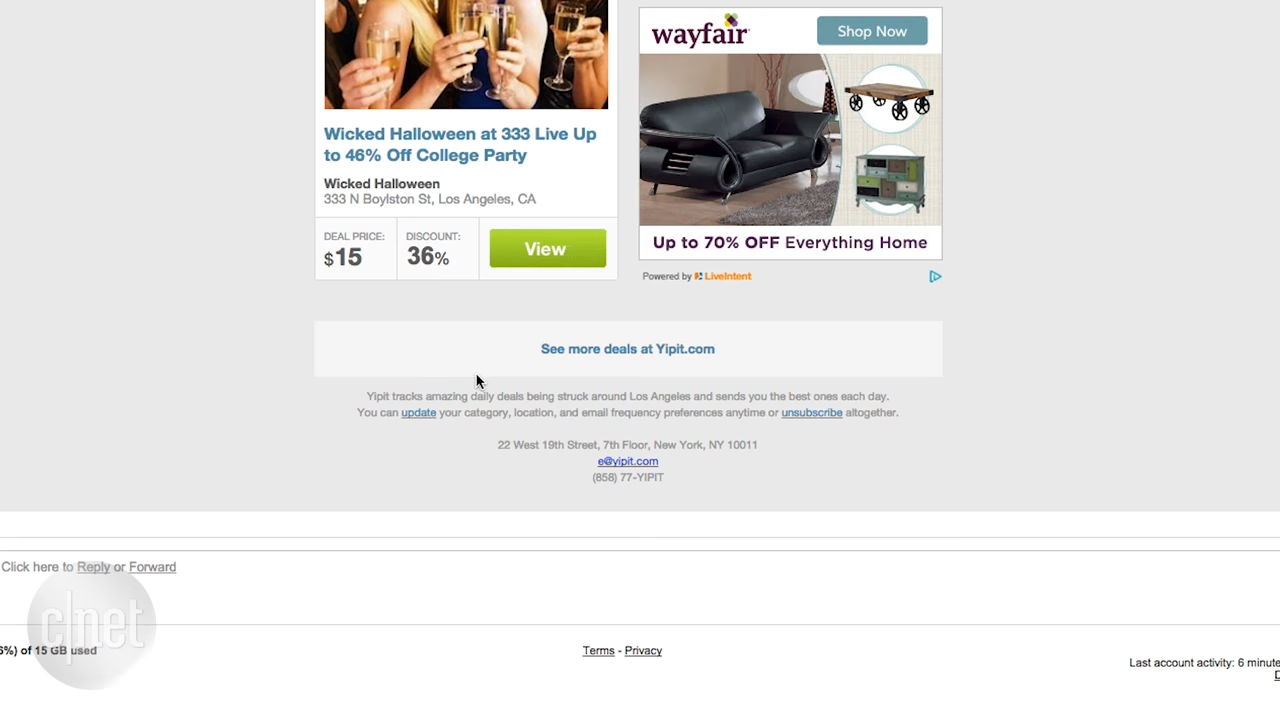 wayfair
Shop Now
Wicked Halloween at 333 Live Up
to 46% Off College Party
Wicked Halloween
333 N Boylston St, Los Angeles, CA
DEAL PRICE:
$15
DISCOUNT:
36%
View
Up to 70% OFF Everything Home
Powered by LiveIntent
See more deals at Yipit.com
Yipit tracks amazing daily deals being struck around Los Angeles and sends you the best ones each day.
You can update your category, location, and email frequency preferences anytime or unsubscribe altogether.
22 West 19th Street, 7th Floor, New York, NY 10011
e@yipit.com
(858) 77-YIPIT
Click here to Reply or Forward
c|net
6%) of 15 GB used
Terms - Privacy
Last account activity: 6 minute